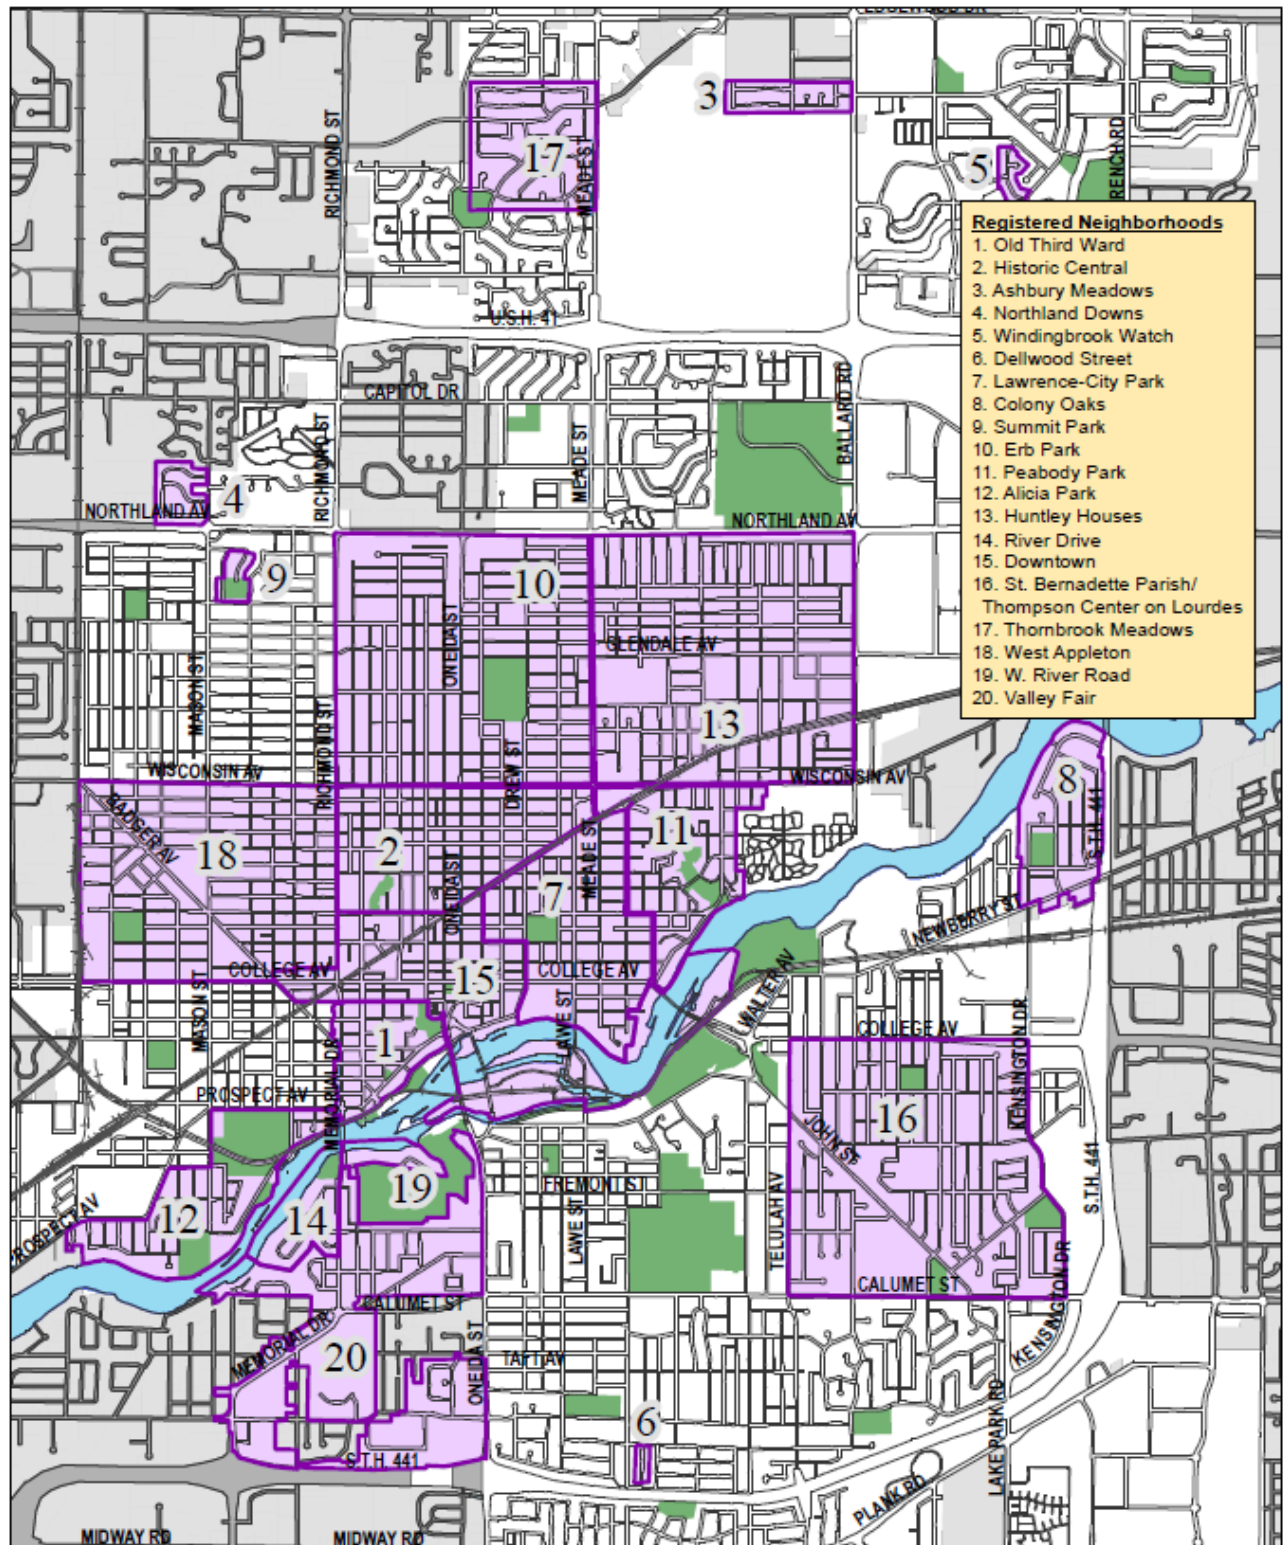 EDGEWOOD DR
3
17
5
RICHMOND ST
MEADE ST
FRENCH RD
Registered Neighborhoods
1. Old Third Ward
2. Historic Central
3. Ashbury Meadows
4. Northland Downs
5. Windingbrook Watch
6. Dellwood Street
7. Lawrence-City Park
8. Colony Oaks
9. Summit Park
10. Erb Park
11. Peabody Park
12. Alicia Park
13. Huntley Houses
14. River Drive
15. Downtown
16. St. Bernadette Parish/
Thompson Center on Lourdes
17. Thornbrook Meadows
18. West Appleton
19. W. River Road
20. Valley Fair
U.S.H. 41
CAPITOL DR
RICHMOND ST
MEADE ST
BALLARD RD
4
NORTHLAND AV
NORTHLAND AV
9
10
ONEIDA ST
GLENDALE AV
MASON ST
RICHMOND ST
13
DREW ST
WISCONSIN AV
WISCONSIN AV
8
S.T.H. 441
BADGER AV
18
2
11
MEADE ST
ONEIDA ST
7
NEWBERRY ST
COLLEGE AV
15
COLLEGE AV
WALTER AV
MASON ST
LAWE ST
COLLEGE AV
KENSINGTON DR
1
MEMORIAL DR
PROSPECT AV
16
JOHN ST
S.T.H. 441
19
FREMONT ST
LAWE ST
TELULAH AV
12
14
PROSPECT AV
CALUMET ST
CALUMET ST
KENSINGTON DR
MEMORIAL DR
20
ONEIDA ST
TAFT AV
6
LAKE PARK RD
S.T.H. 441
PLANK RD
MIDWAY RD
MIDWAY RD